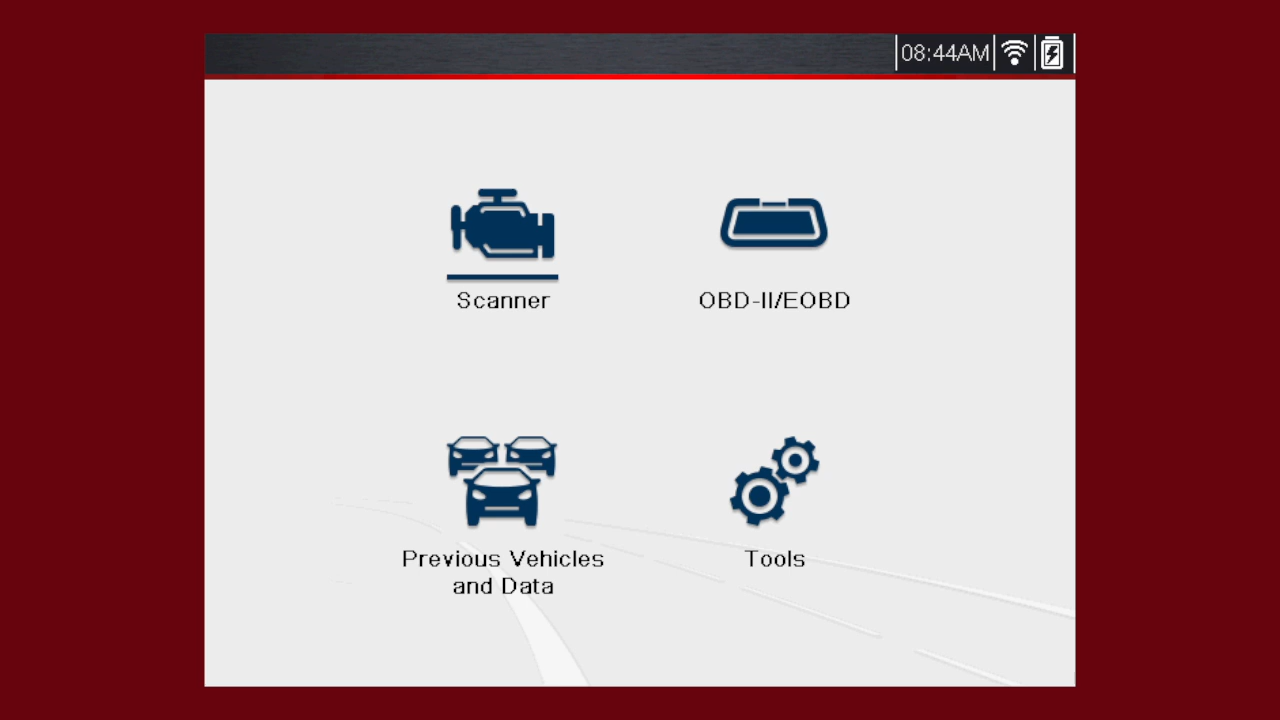 08:44AM
Scanner
OBD-II/EOBD
Previous Vehicles
and Data
Tools